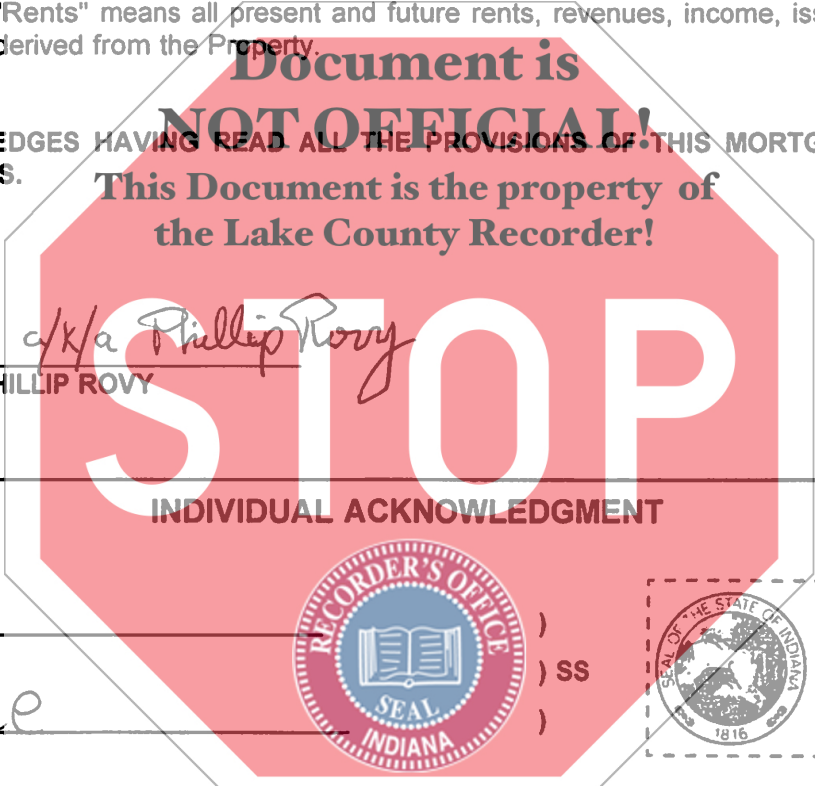 "Rents" means all present and future rents, revenues, income, iss
derived from the Property.
Document is
NOT OFFICIAL!
EDGES HAVING READ ALL THE PROVISIONS OF THIS MORTG
S.
This Document is the property of
the Lake County Recorder!
STOP
a/k/a Phillip Rovy
HILLIP ROVY
INDIVIDUAL ACKNOWLEDGMENT
RECORDER'S OFFICE
SEAL
INDIANA
)
) SS
)
SEAL OF THE STATE OF INDIANA
1816
e